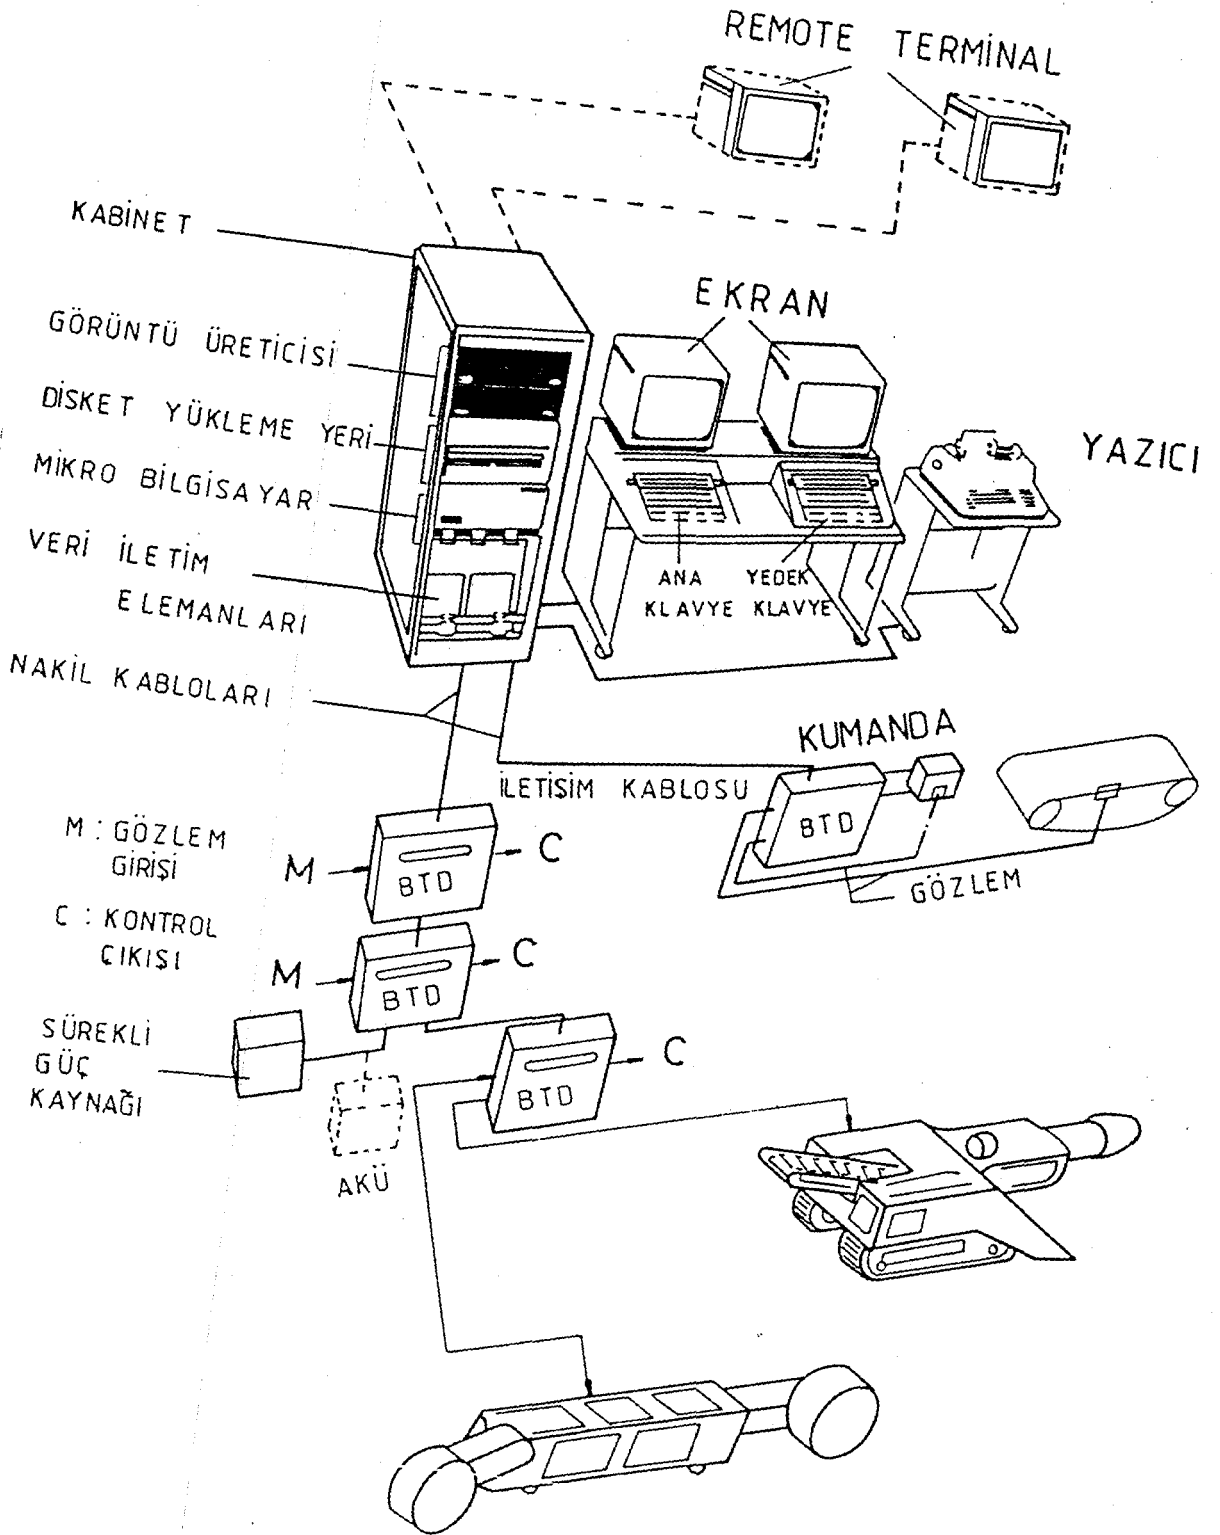 REMOTE TERMİNAL
KABİNET
EKRAN
GÖRÜNTÜ ÜRETİCİSİ
DİSKET YÜKLEME YERİ
YAZICI
MİKRO BİLGİSAYAR
VERİ İLETİM
ELEMANLARI
ANA
KLAVYE
YEDEK
KLAVYE
NAKİL KABLOLARI
KUMANDA
İLETİŞİM KABLOSU
BTD
GÖZLEM
M : GÖZLEM
GİRİŞİ
M
BTD
C
C : KONTROL
ÇIKIŞI
M
BTD
C
SÜREKLİ
GÜÇ
KAYNAĞI
BTD
C
AKÜ